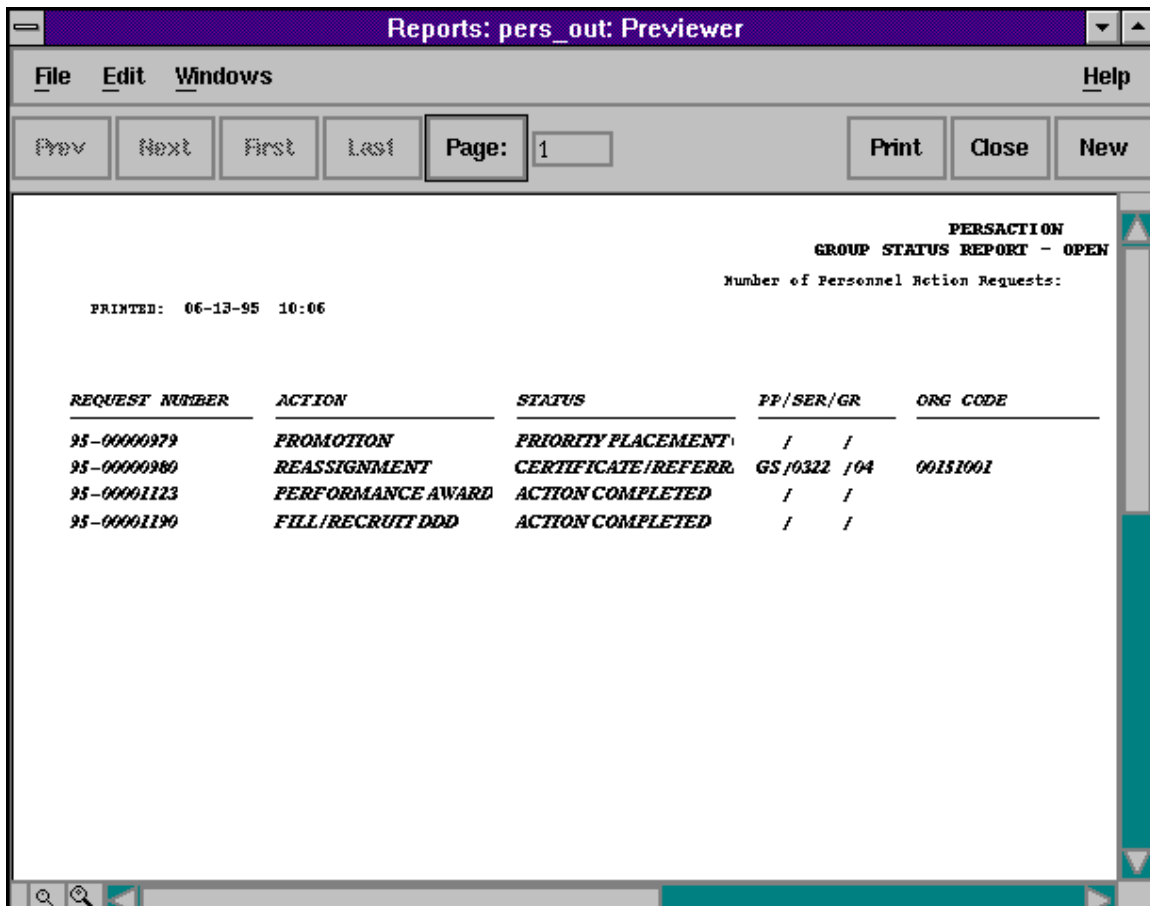 Reports: pers_out: Previewer
File Edit Windows Help
Prev Next First Last Page: 1 Print Close New
PERSACTION
GROUP STATUS REPORT - OPEN
Number of Personnel Action Requests:
PRINTED: 06-13-95 10:06
REQUEST NUMBER ACTION STATUS PP/SER/GR ORG CODE
95-00000979 PROMOTION PRIORITY PLACEMENT / /
95-00000980 REASSIGNMENT CERTIFICATE/REFERR GS /0322 /04 00151001
95-00001123 PERFORMANCE AWARD ACTION COMPLETED / /
95-00001190 FILL/RECRUIT DDD ACTION COMPLETED / /